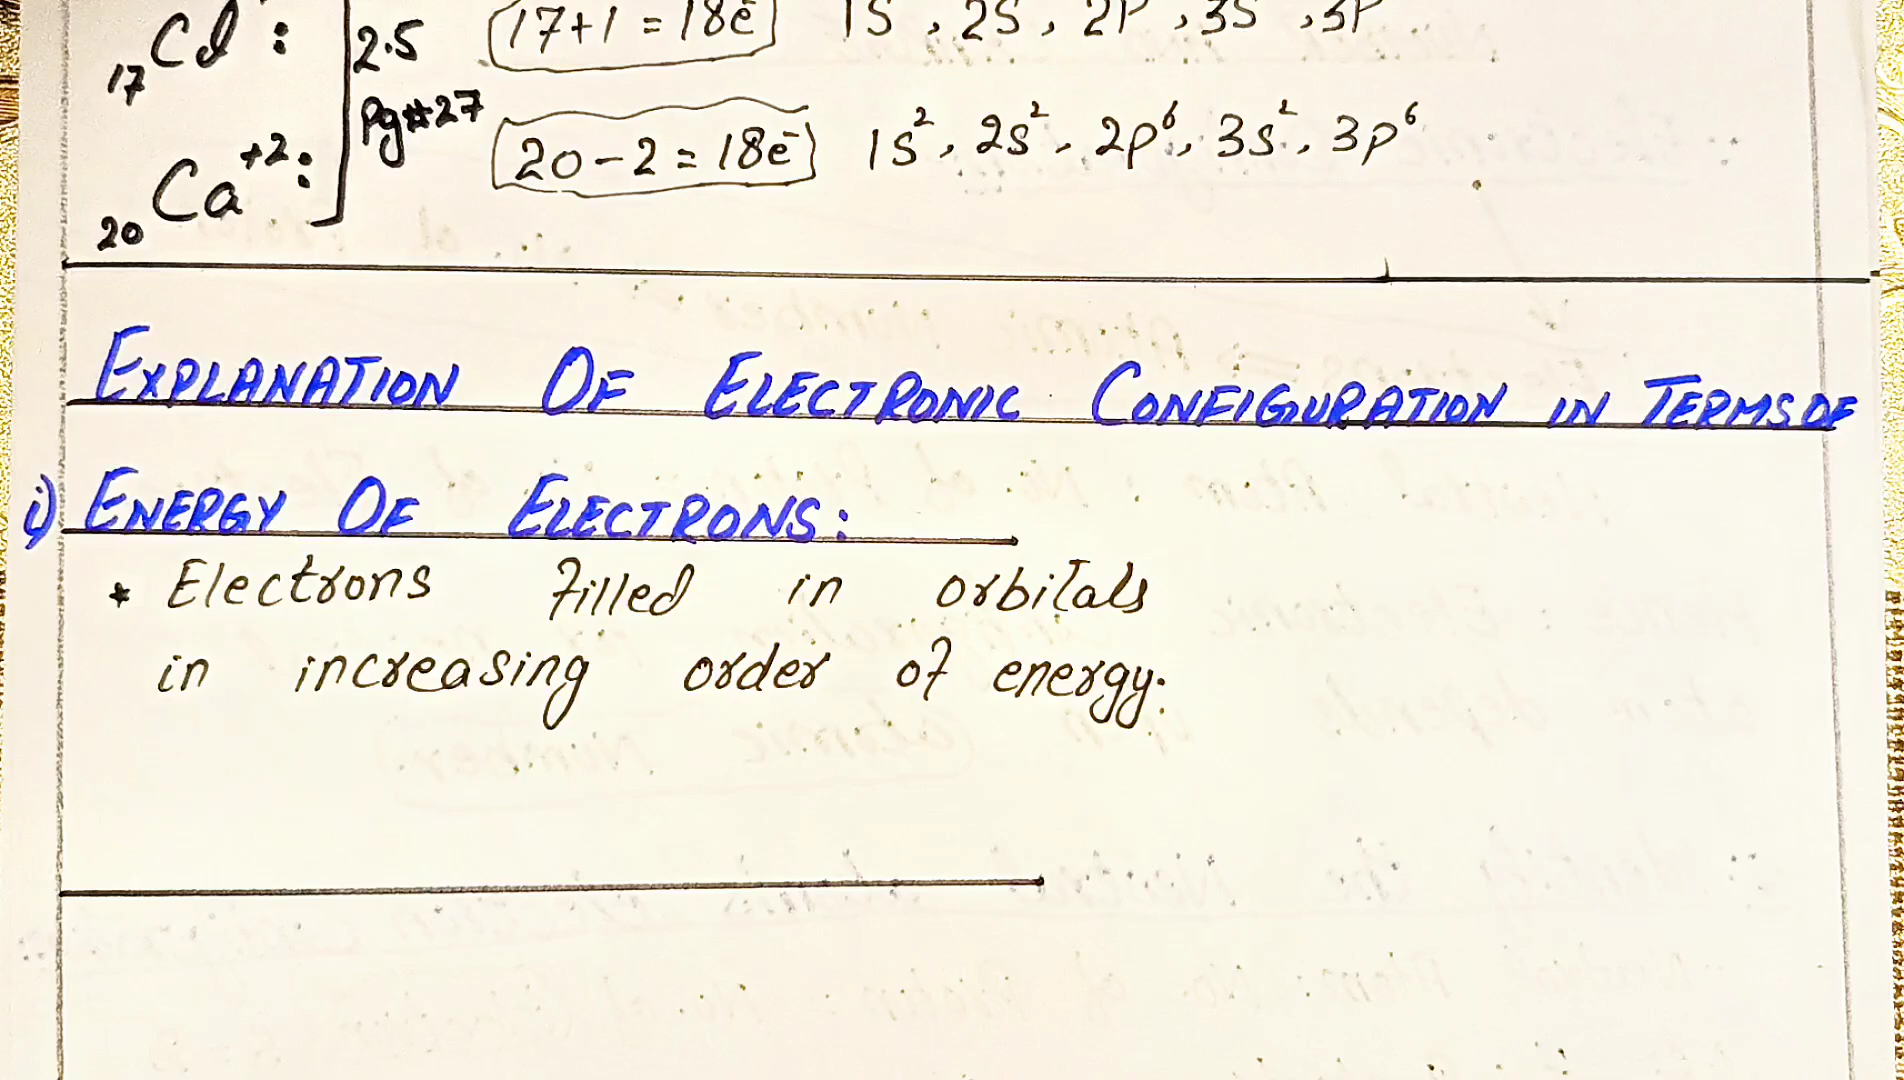 17Cl : 2.5 17+1 = 18e̅ 1S , 2S , 2P , 3S , 3P
Pg#27
20Ca⁺²: 20-2 = 18e̅ 1S², 2S², 2P⁶, 3S², 3P⁶
EXPLANATION OF ELECTRONIC CONFIGURATION IN TERMS OF
i) ENERGY OF ELECTRONS:
* Electrons filled in orbitals
in increasing order of energy.